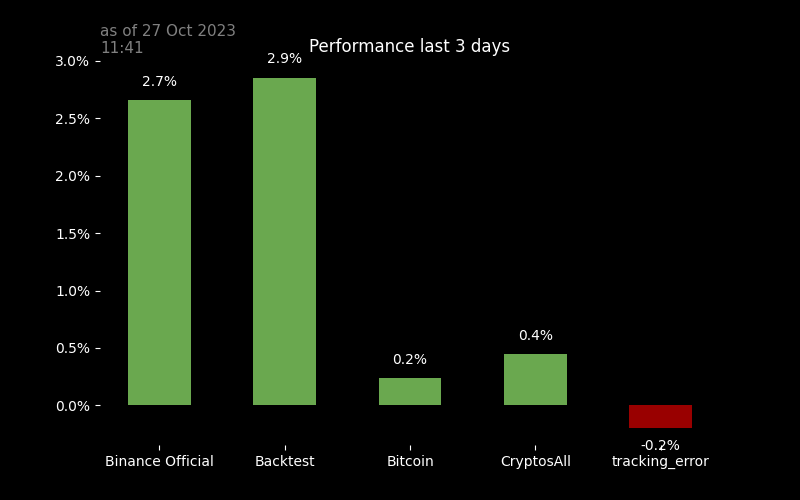 as of 27 Oct 2023
11:41
Performance last 3 days
3.0%
2.5%
2.0%
1.5%
1.0%
0.5%
0.0%
2.7%
2.9%
0.2%
0.4%
-0.2%
Binance Official
Backtest
Bitcoin
CryptosAll
tracking_error